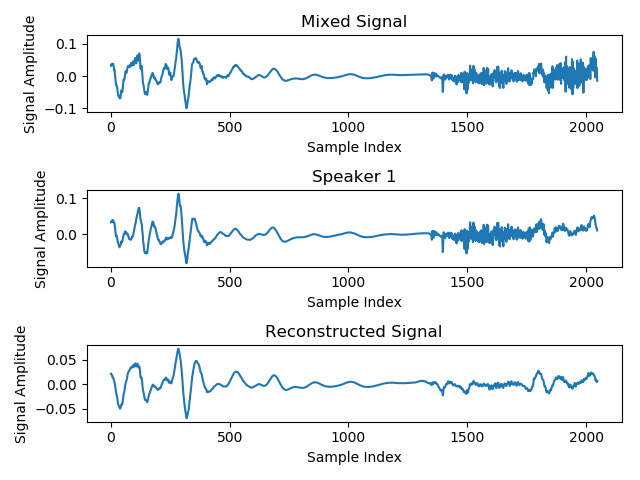 Mixed Signal
Signal Amplitude
0.1
0.0
−0.1
0 500 1000 1500 2000
Sample Index
Speaker 1
Signal Amplitude
0.1
0.0
0 500 1000 1500 2000
Sample Index
Reconstructed Signal
Signal Amplitude
0.05
0.00
−0.05
0 500 1000 1500 2000
Sample Index